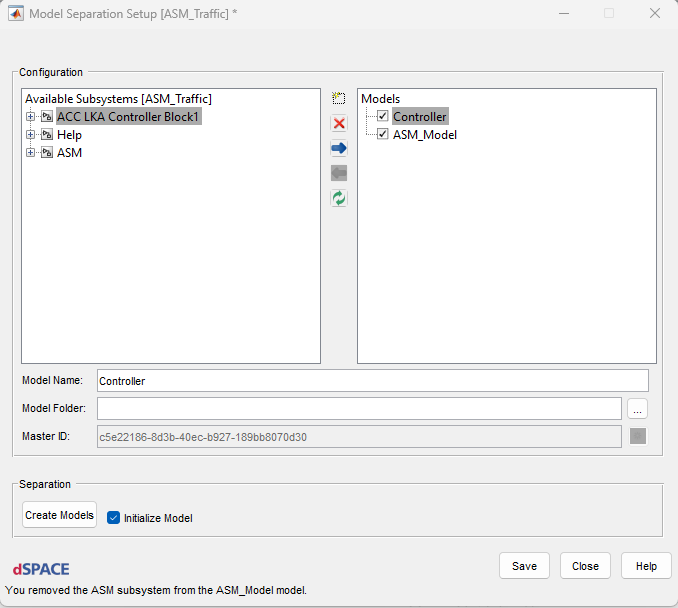 Model Separation Setup [ASM_Traffic] *
Configuration
Available Subsystems [ASM_Traffic]
ACC LKA Controller Block1
Help
ASM
Models
Controller
ASM_Model
Model Name: Controller
Model Folder: ...
Master ID: c5e22186-8d3b-40ec-b927-189bb8070d30
Separation
Create Models Initialize Model
dSPACE
Save Close Help
You removed the ASM subsystem from the ASM_Model model.